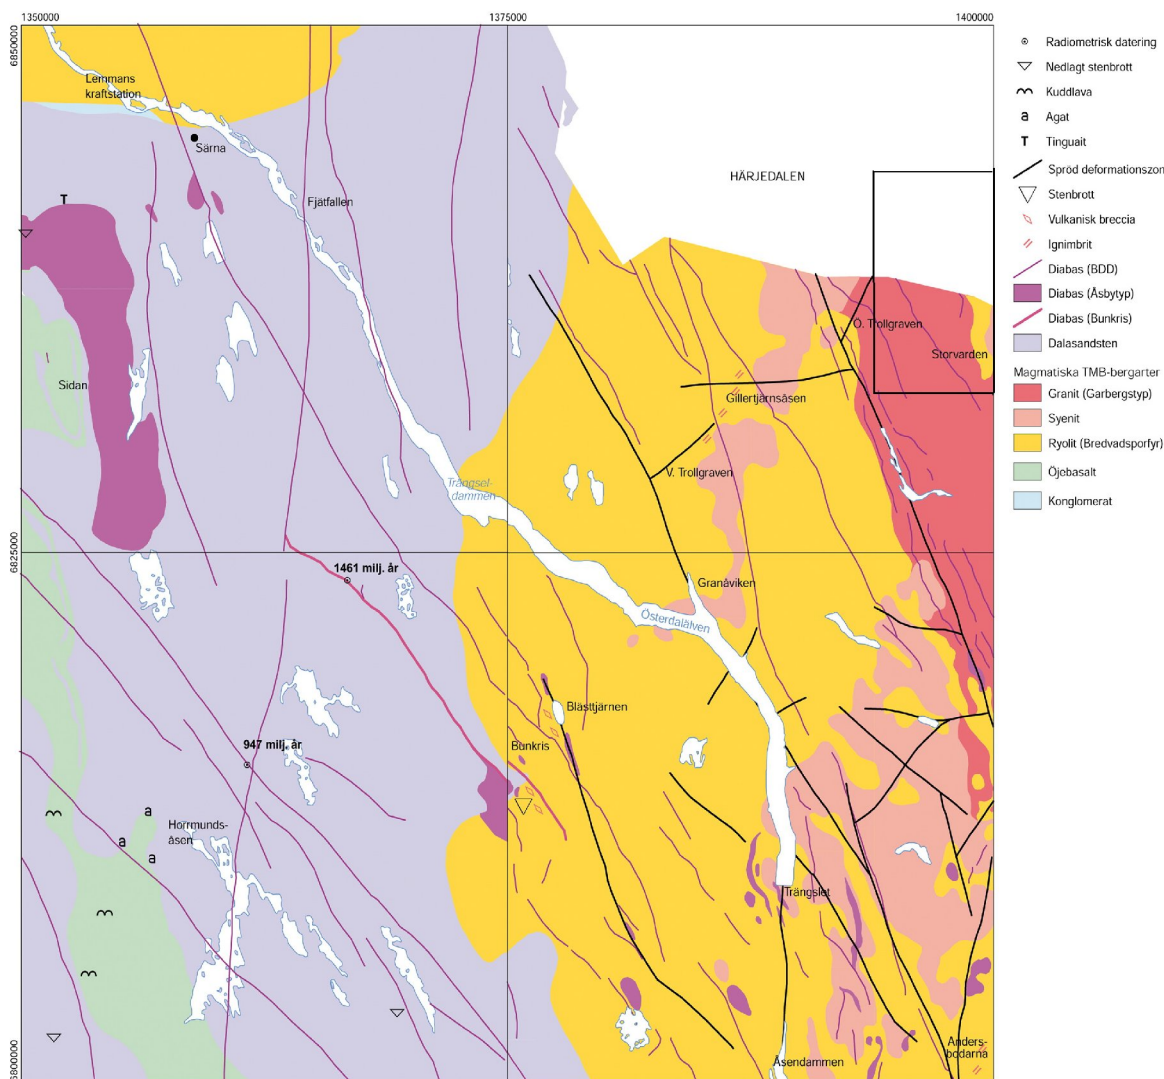 1350000
1375000
1400000
6850000
Lemmans
kraftstation
Särna
T
Fjätfallen
HÄRJEDALEN
Ö. Trollgraven
Storvarden
Sidan
Gillertjärnsåsen
V. Trollgraven
Trängsel-
dammen
6825000
1461 milj. år
Granåviken
Österdalälven
Blåsttjärnen
947 milj. år
Bunkris
Horrmunds-
åsen
a
a
a
Trängslet
Anders-
bodarna
Åsendammen
6800000
Radiometrisk datering
Nedlagt stenbrott
Kuddlava
a Agat
T Tinguait
Spröd deformationszon
Stenbrott
Vulkanisk breccia
Ignimbrit
Diabas (BDD)
Diabas (Åsbytyp)
Diabas (Bunkris)
Dalasandsten
Magmatiska TMB-bergarter
Granit (Garbergstyp)
Syenit
Ryolit (Bredvadsporfyr)
Öjebasalt
Konglomerat